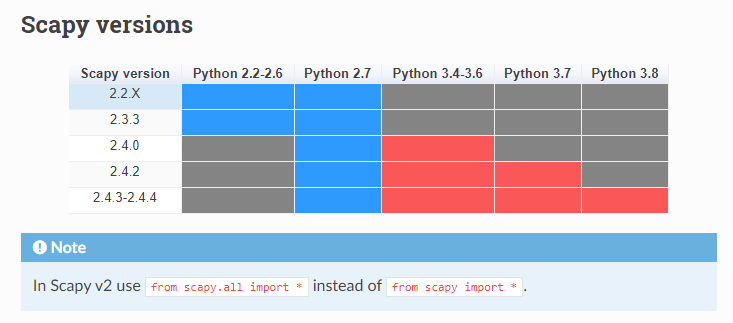 Scapy versions
Scapy version Python 2.2-2.6 Python 2.7 Python 3.4-3.6 Python 3.7 Python 3.8
2.2.X
2.3.3
2.4.0
2.4.2
2.4.3-2.4.4
Note
In Scapy v2 use from scapy.all import * instead of from scapy import * .